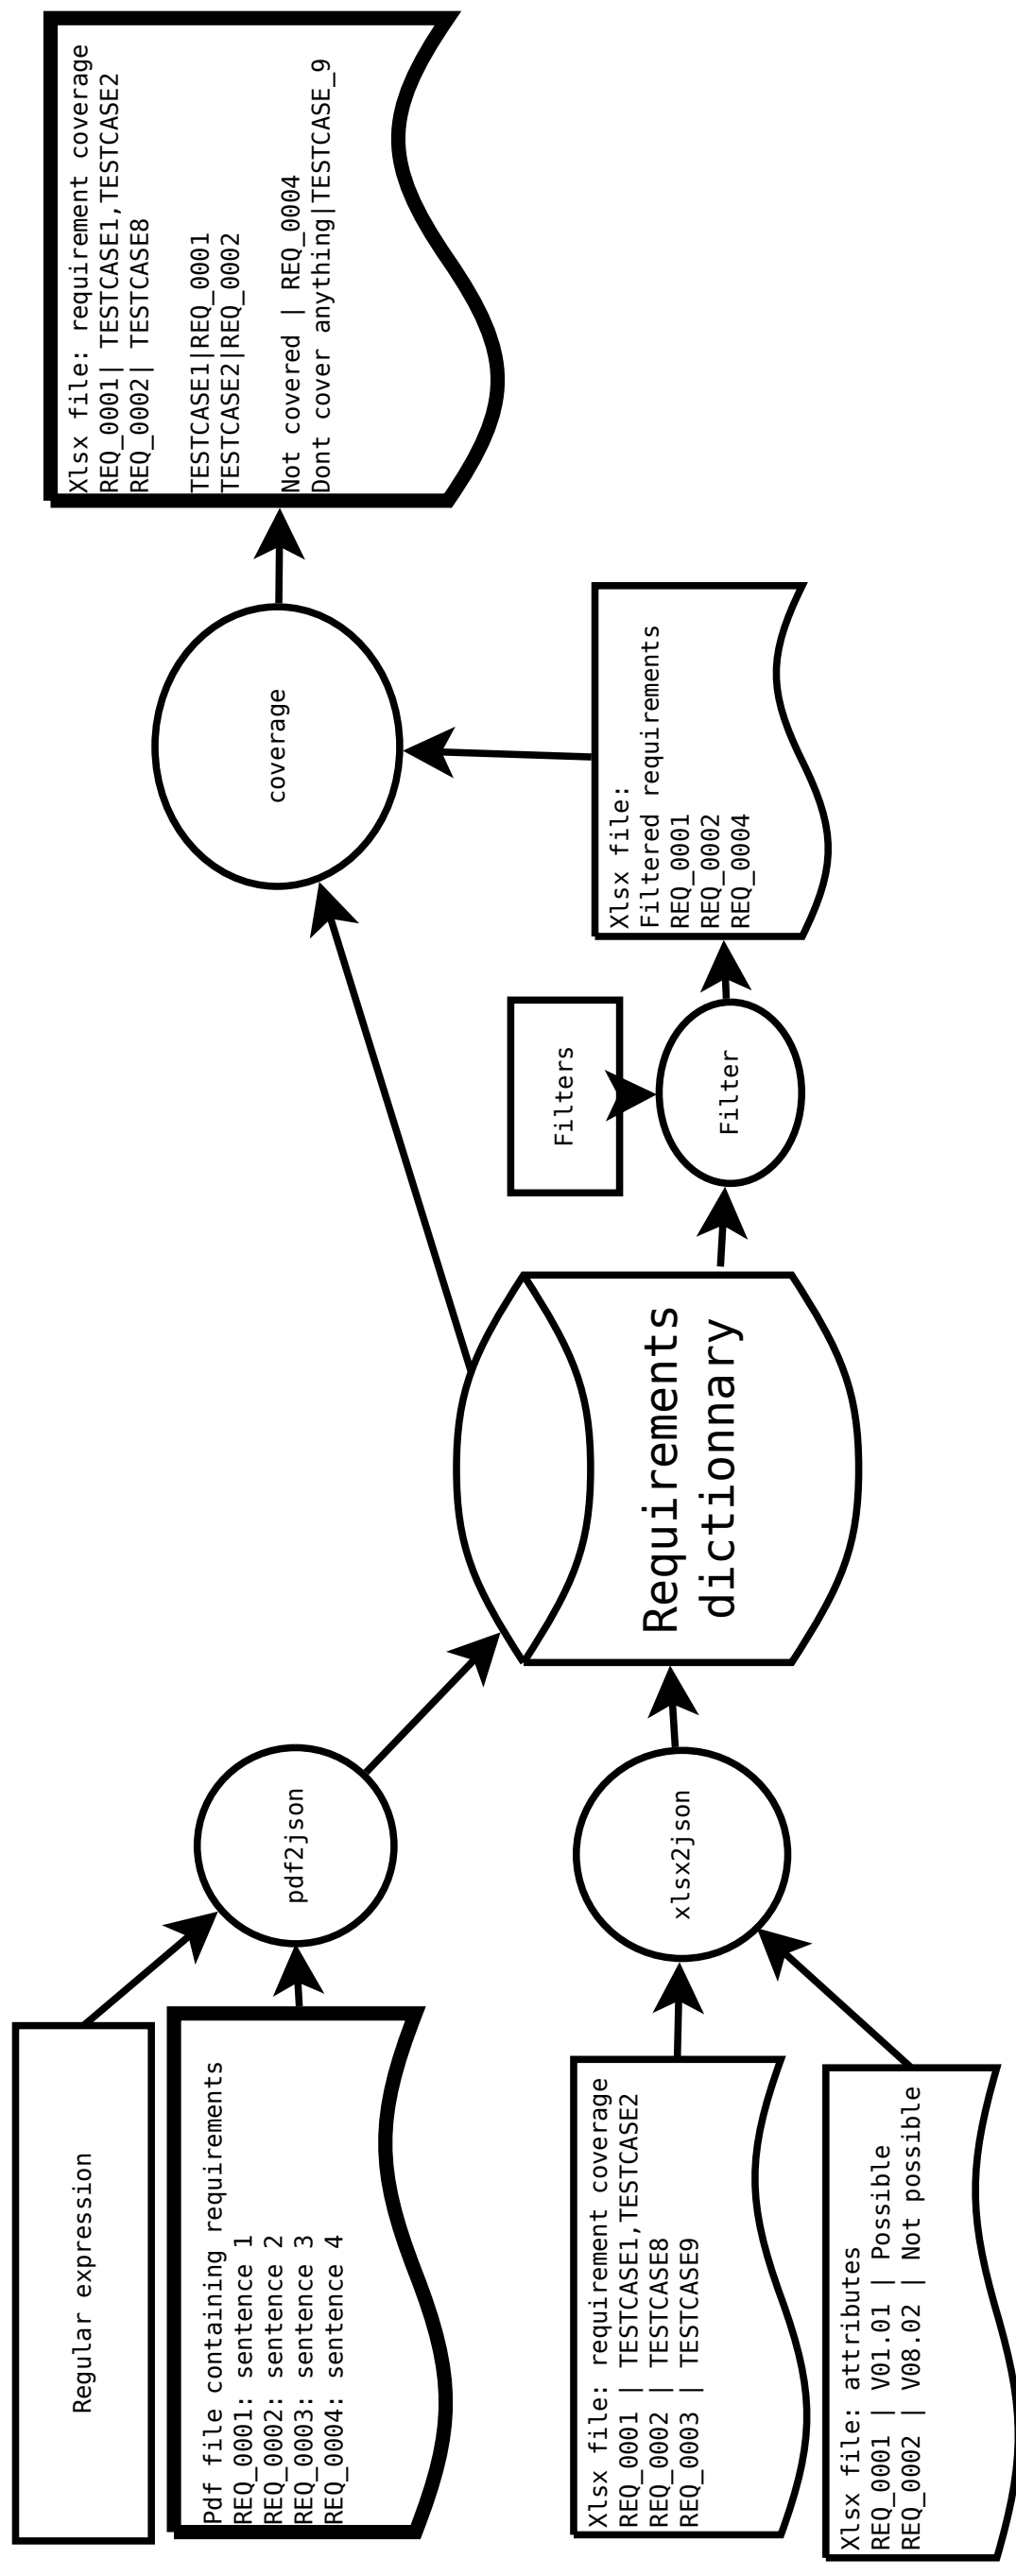 Regular expression
Pdf file containing requirements
REQ_0001: sentence 1
REQ_0002: sentence 2
REQ_0003: sentence 3
REQ_0004: sentence 4
Xlsx file: requirement coverage
REQ_0001 | TESTCASE1,TESTCASE2
REQ_0002 | TESTCASE8
REQ_0003 | TESTCASE9
Xlsx file: attributes
REQ_0001 | V01.01 | Possible
REQ_0002 | V08.02 | Not possible
pdf2json
xlsx2json
Requirements
dictionnary
Filters
Filter
Xlsx file:
Filtered requirements
REQ_0001
REQ_0002
REQ_0004
coverage
Xlsx file: requirement coverage
REQ_0001| TESTCASE1,TESTCASE2
REQ_0002| TESTCASE8
TESTCASE1|REQ_0001
TESTCASE2|REQ_0002
Not covered | REQ_0004
Dont cover anything|TESTCASE_9